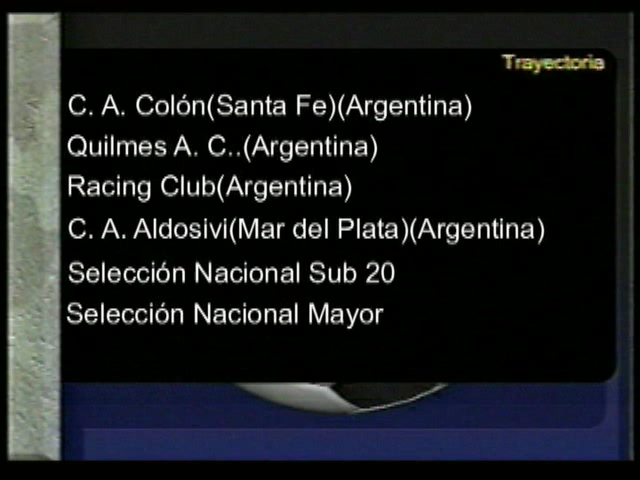 Trayectoria
C. A. Colón(Santa Fe)(Argentina)
Quilmes A. C..(Argentina)
Racing Club(Argentina)
C. A. Aldosivi(Mar del Plata)(Argentina)
Selección Nacional Sub 20
Selección Nacional Mayor